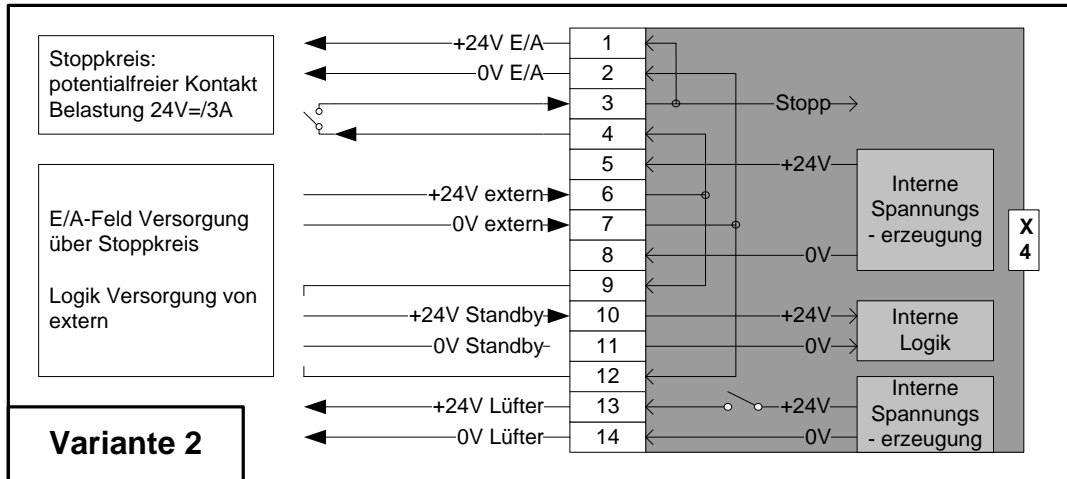 Stoppkreis:
potentialfreier Kontakt
Belastung 24V=/3A
E/A-Feld Versorgung
über Stoppkreis
Logik Versorgung von
extern
Variante 2
+24V E/A
0V E/A
+24V extern
0V extern
+24V Standby
0V Standby
+24V Lüfter
0V Lüfter
1
2
3
4
5
6
7
8
9
10
11
12
13
14
Stopp
+24V
0V
+24V
0V
+24V
0V
Interne
Spannungs
- erzeugung
Interne
Logik
Interne
Spannungs
- erzeugung
X
4